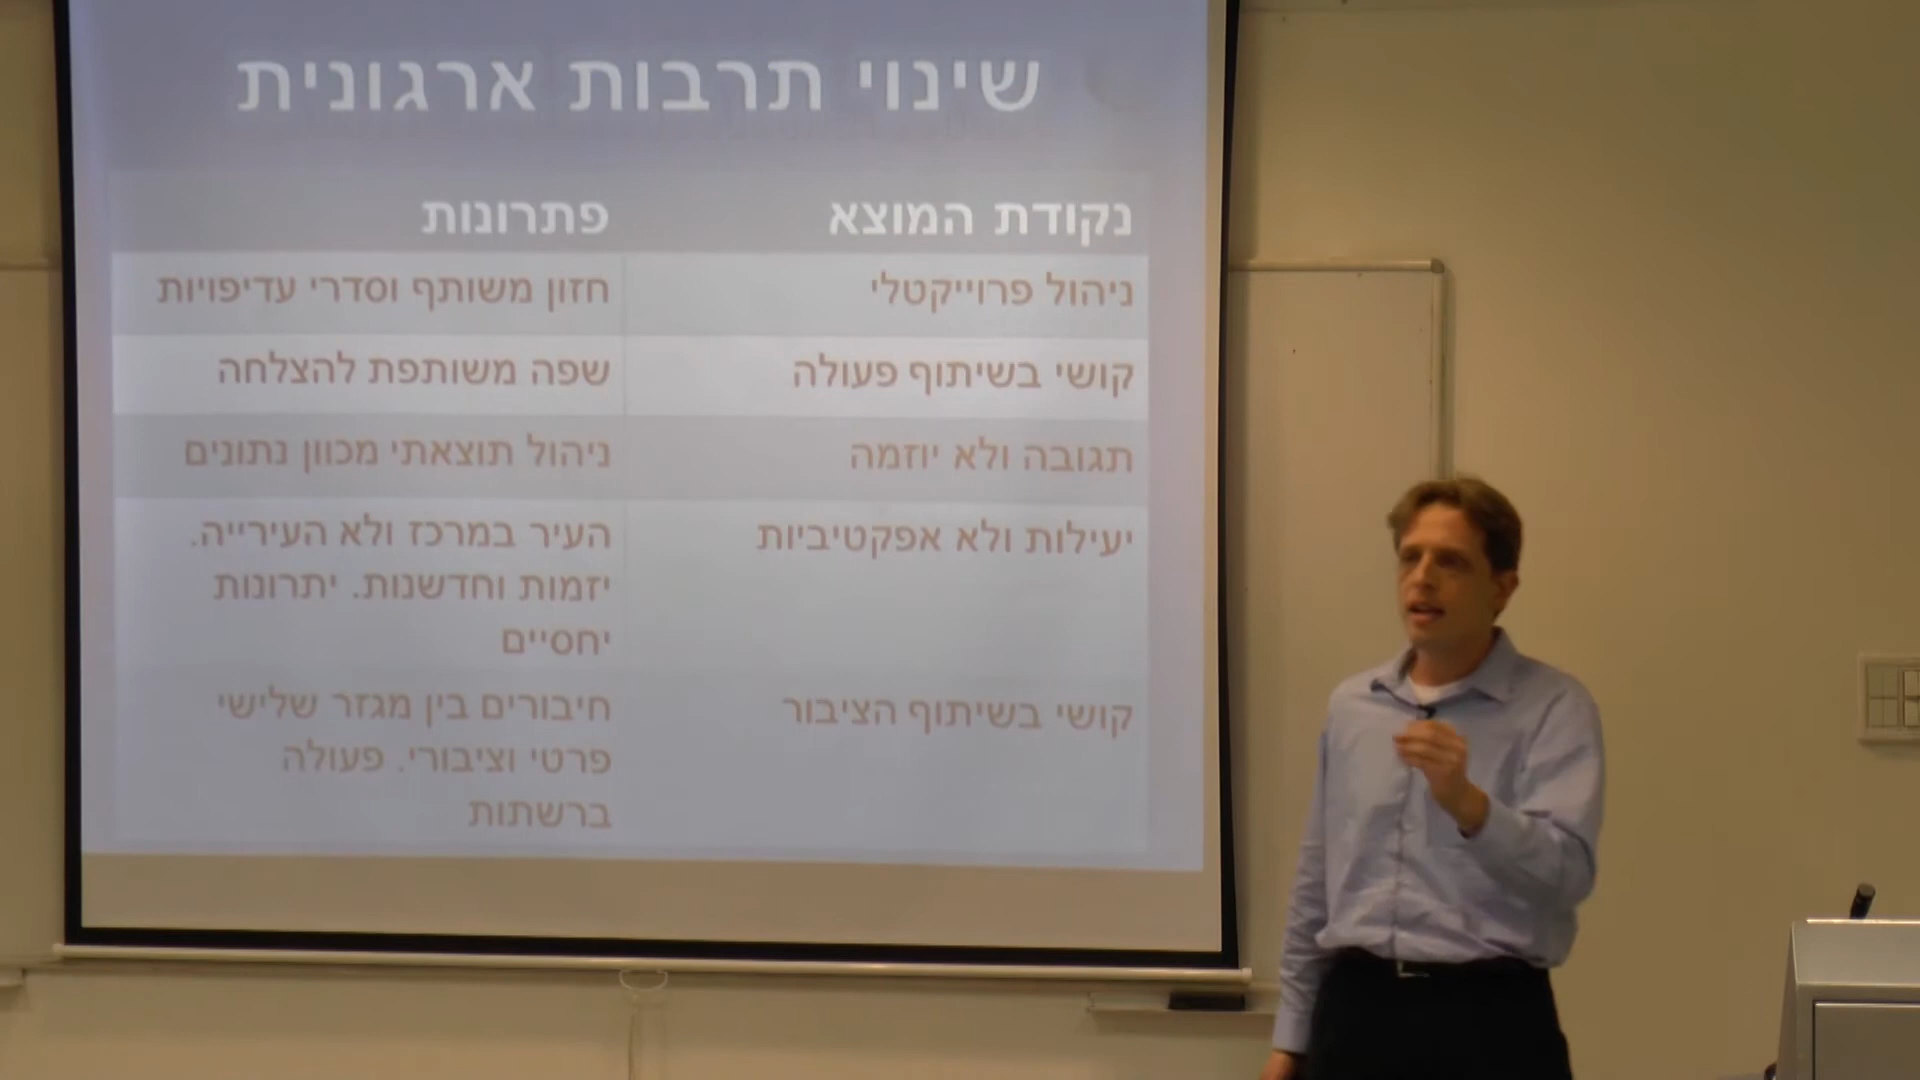 שינוי תרבות ארגונית
נקודת המוצא
פתרונות
ניהול פרוייקטלי
חזון משותף וסדרי עדיפויות
קושי בשיתוף פעולה
שפה משותפת להצלחה
תגובה ולא יוזמה
ניהול תוצאתי מכוון נתונים
יעילות ולא אפקטיביות
העיר במרכז ולא העירייה.
יזמות וחדשנות. יתרונות
יחסיים
קושי בשיתוף הציבור
חיבורים בין מגזר שלישי
פרטי וציבורי. פעולה
ברשתות